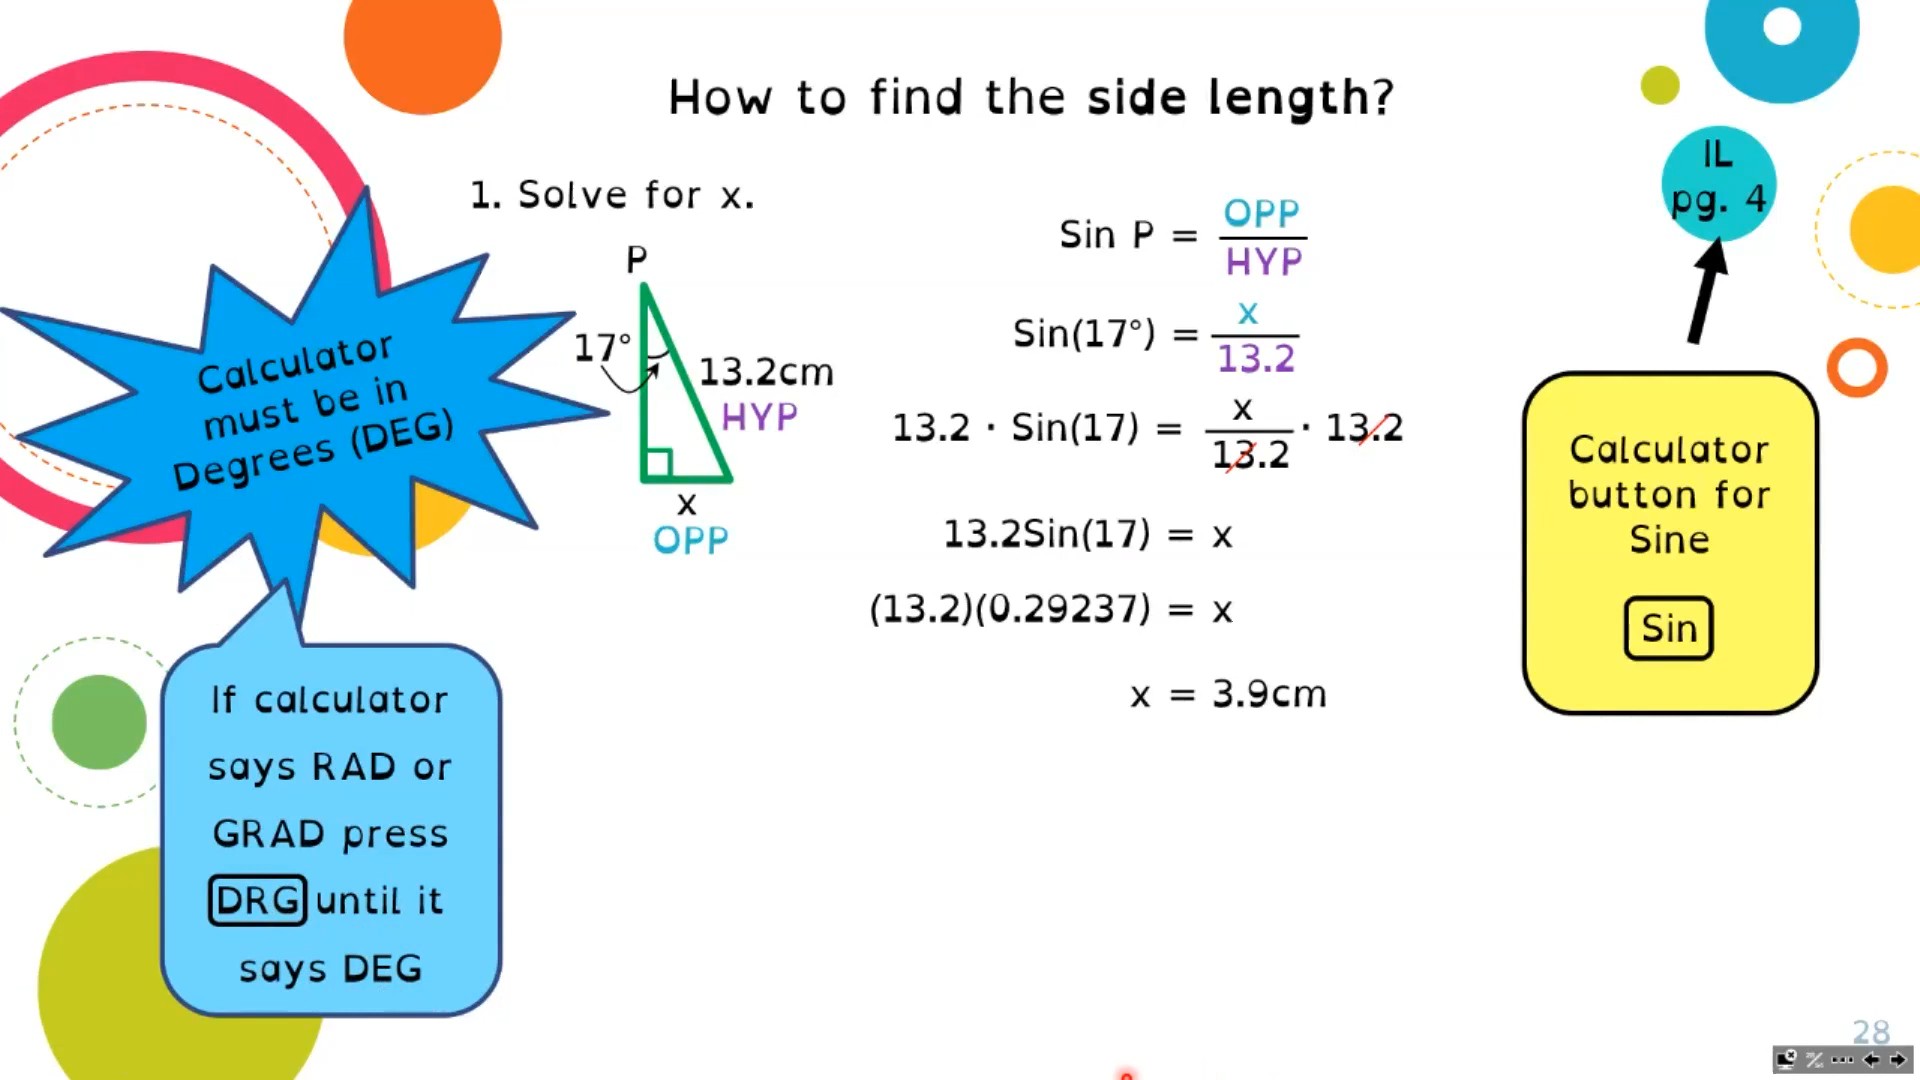 How to find the side length?
IL
pg. 4
1. Solve for x.
P
17°
13.2cm
HYP
x
OPP
Sin P = OPP/HYP
Sin(17°) = x/13.2
13.2 · Sin(17) = x/13.2 · 13.2
13.2Sin(17) = x
(13.2)(0.29237) = x
x = 3.9cm
Calculator
must be in
Degrees (DEG)
If calculator
says RAD or
GRAD press
DRG until it
says DEG
Calculator
button for
Sine
Sin
28